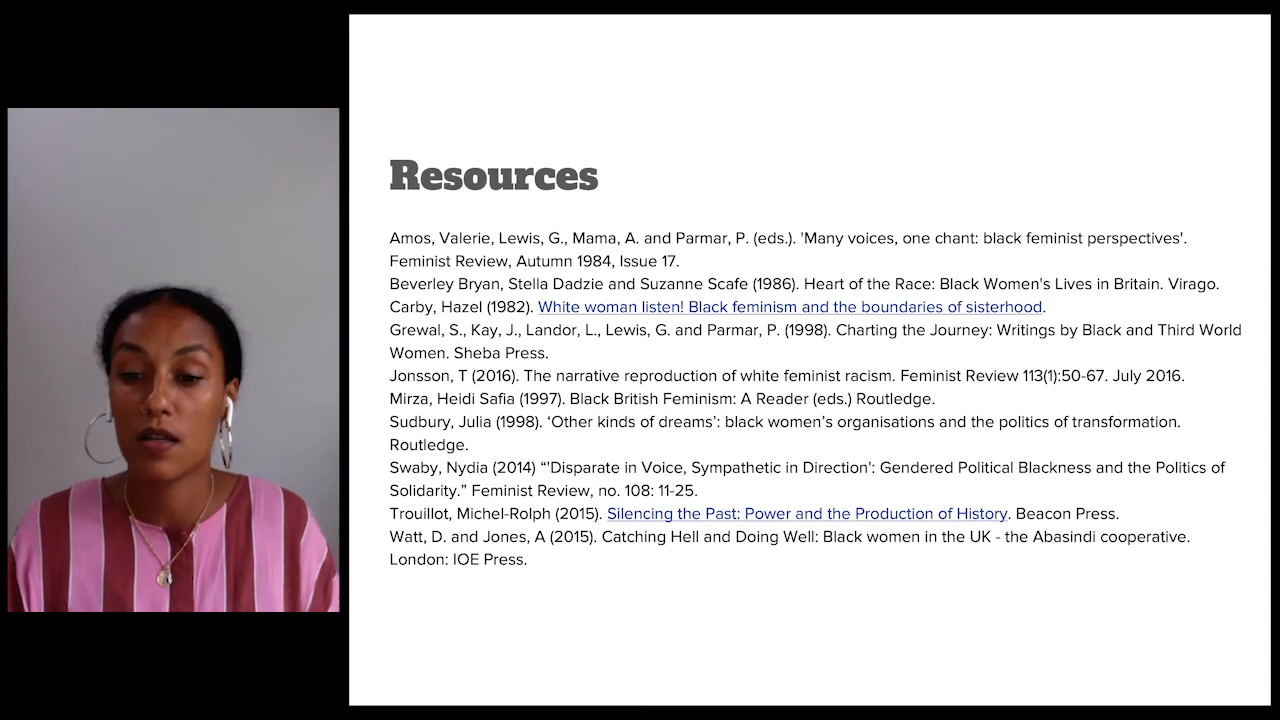 Resources
Amos, Valerie, Lewis, G., Mama, A. and Parmar, P. (eds.). 'Many voices, one chant: black feminist perspectives'.
Feminist Review, Autumn 1984, Issue 17.
Beverley Bryan, Stella Dadzie and Suzanne Scafe (1986). Heart of the Race: Black Women's Lives in Britain. Virago.
Carby, Hazel (1982). White woman listen! Black feminism and the boundaries of sisterhood.
Grewal, S., Kay, J., Landor, L., Lewis, G. and Parmar, P. (1998). Charting the Journey: Writings by Black and Third World
Women. Sheba Press.
Jonsson, T (2016). The narrative reproduction of white feminist racism. Feminist Review 113(1):50-67. July 2016.
Mirza, Heidi Safia (1997). Black British Feminism: A Reader (eds.) Routledge.
Sudbury, Julia (1998). ‘Other kinds of dreams’: black women’s organisations and the politics of transformation.
Routledge.
Swaby, Nydia (2014) “'Disparate in Voice, Sympathetic in Direction': Gendered Political Blackness and the Politics of
Solidarity.” Feminist Review, no. 108: 11-25.
Trouillot, Michel-Rolph (2015). Silencing the Past: Power and the Production of History. Beacon Press.
Watt, D. and Jones, A (2015). Catching Hell and Doing Well: Black women in the UK - the Abasindi cooperative.
London: IOE Press.